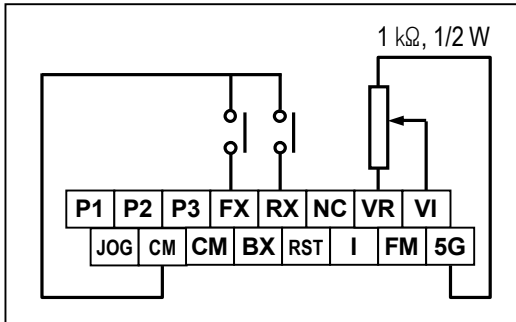 1 kΩ, 1/2 W
P1 P2 P3 FX RX NC VR VI
JOG CM CM BX RST I FM 5G